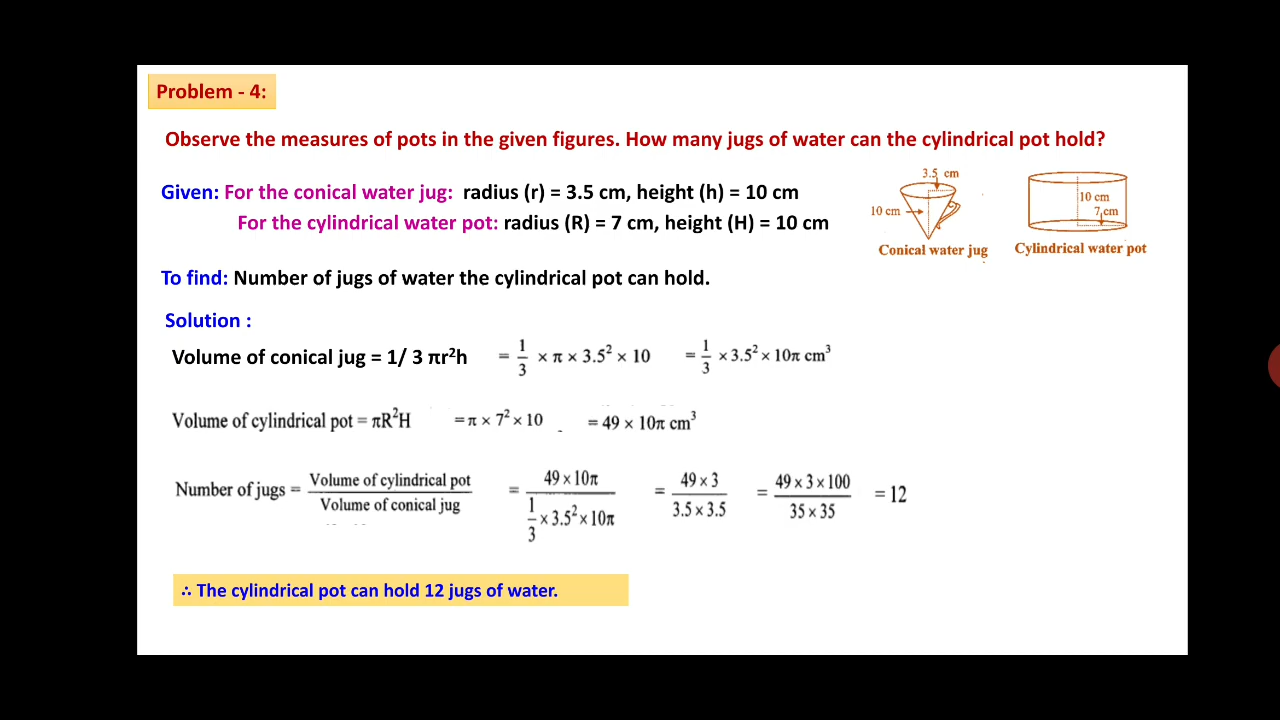 Problem - 4:
Observe the measures of pots in the given figures. How many jugs of water can the cylindrical pot hold?
Given: For the conical water jug: radius (r) = 3.5 cm, height (h) = 10 cm
For the cylindrical water pot: radius (R) = 7 cm, height (H) = 10 cm
3.5 cm
10 cm
Conical water jug
10 cm
7 cm
Cylindrical water pot
To find: Number of jugs of water the cylindrical pot can hold.
Solution :
Volume of conical jug = 1/ 3 πr²h = 1/3 × π × 3.5² × 10 = 1/3 × 3.5² × 10π cm³
Volume of cylindrical pot = πR²H = π × 7² × 10 = 49 × 10π cm³
Number of jugs = Volume of cylindrical pot / Volume of conical jug = 49 × 10π / 1/3 × 3.5² × 10π = 49 × 3 / 3.5 × 3.5 = 49 × 3 × 100 / 35 × 35 = 12
∴ The cylindrical pot can hold 12 jugs of water.